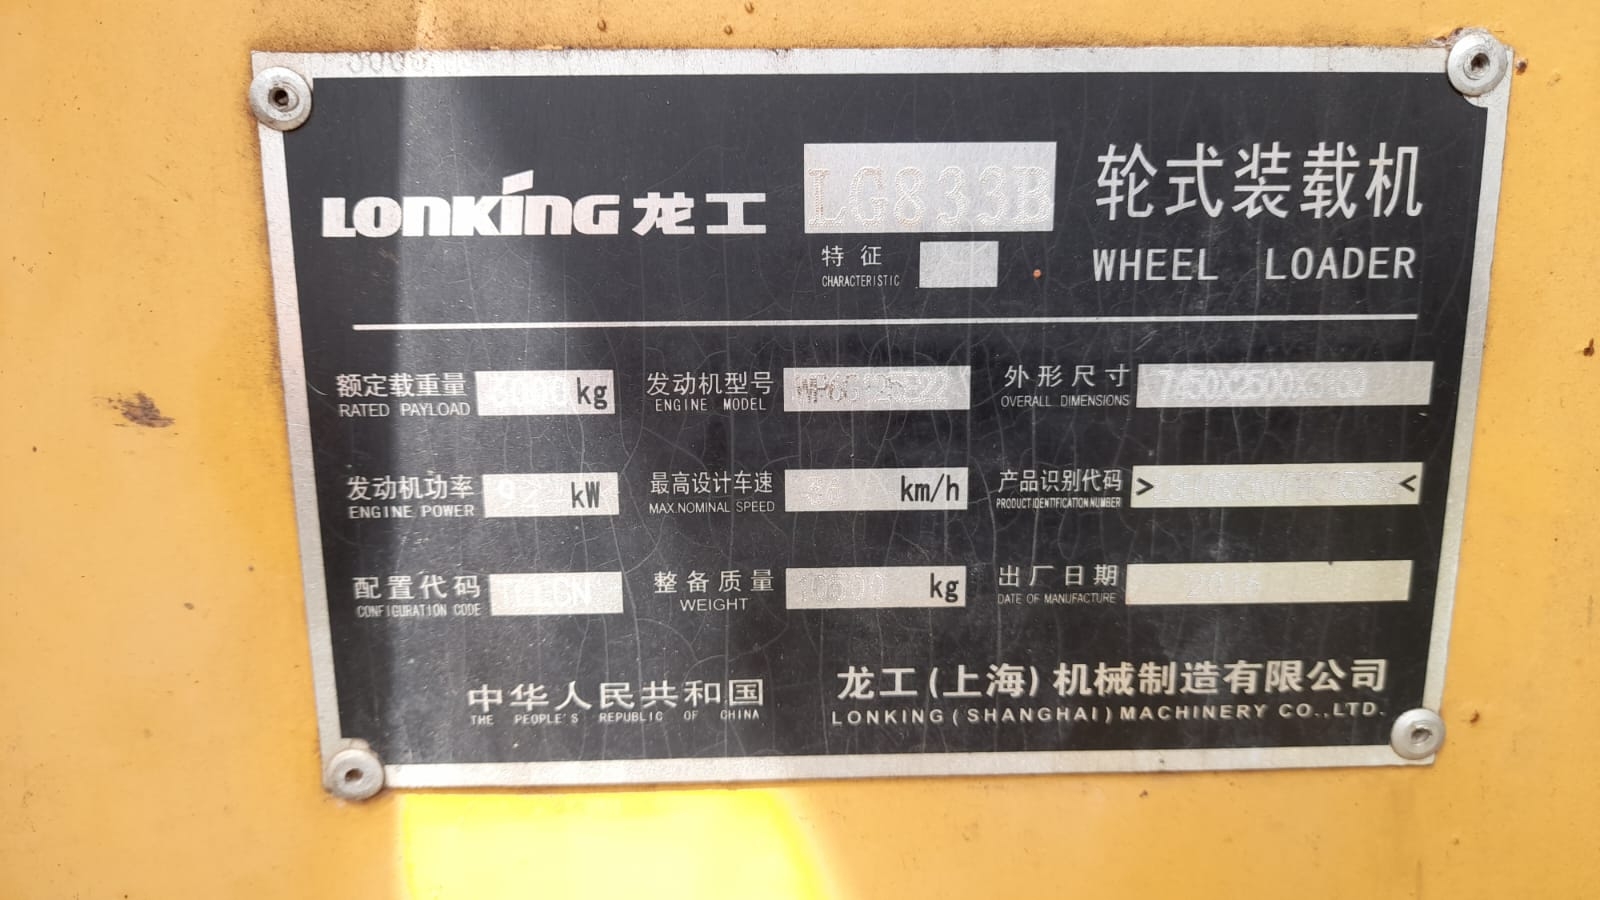 LONKING 龙工 LG833B 轮式装载机
特征
CHARACTERISTIC
WHEEL LOADER
额定载重量 kg 发动机型号 外形尺寸
RATED PAYLOAD ENGINE MODEL OVERALL DIMENSIONS
发动机功率 92 kW 最高设计车速 km/h 产品识别代码 > <
ENGINE POWER MAX.NOMINAL SPEED PRODUCT IDENTIFICATION NUMBER
配置代码 整备质量 kg 出厂日期
CONFIGURATION CODE WEIGHT DATE OF MANUFACTURE
中华人民共和国 龙工(上海)机械制造有限公司
THE PEOPLE'S REPUBLIC OF CHINA LONKING(SHANGHAI)MACHINERY CO.,LTD.